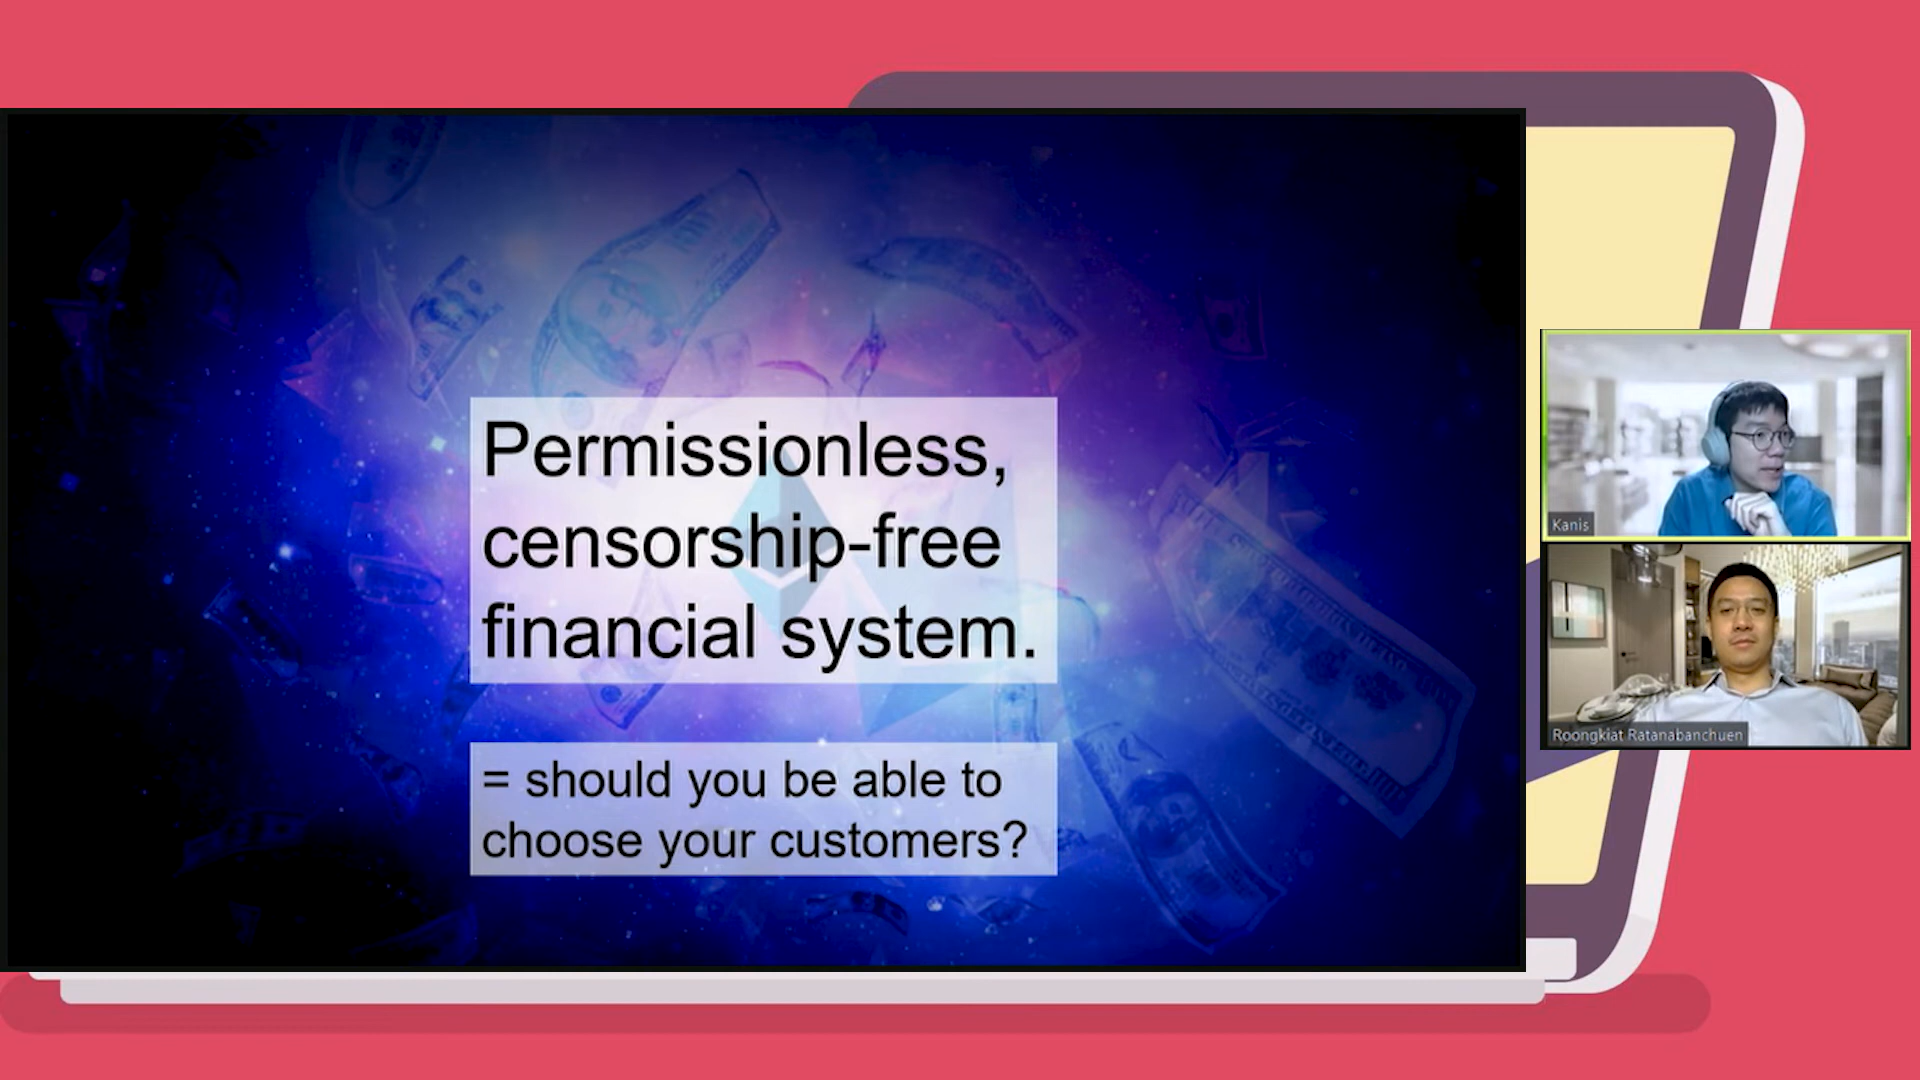 Permissionless,
censorship-free
financial system.
= should you be able to
choose your customers?
Kanis
Roongkiat Ratanabanchuen